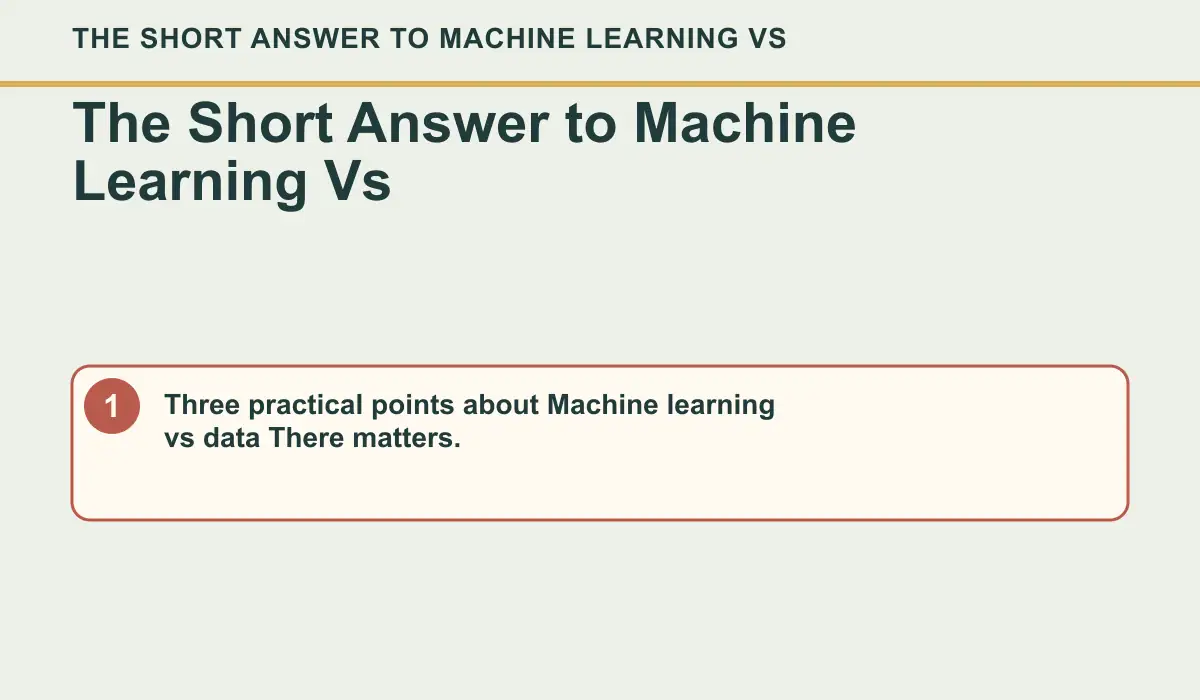 THE SHORT ANSWER TO MACHINE LEARNING VS
The Short Answer to Machine
Learning Vs
1
Three practical points about Machine learning
vs data There matters.